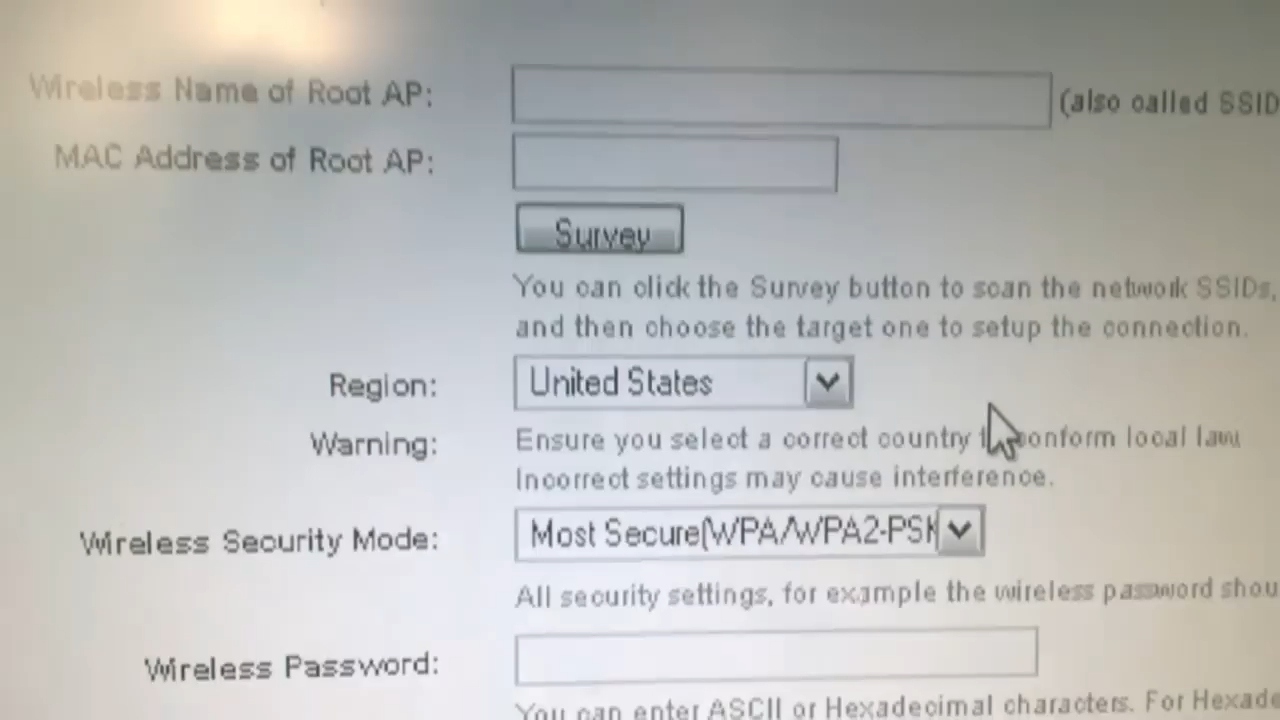 Wireless Name of Root AP: (also called SSID
MAC Address of Root AP:
Survey
You can click the Survey button to scan the network SSIDs,
and then choose the target one to setup the connection.
Region: United States
Warning: Ensure you select a correct country conform local law.
Incorrect settings may cause interference.
Wireless Security Mode: Most Secure(WPA/WPA2-PSK
All security settings, for example the wireless password shou
Wireless Password:
You can enter ASCII or Hexadecimal characters. For Hexade